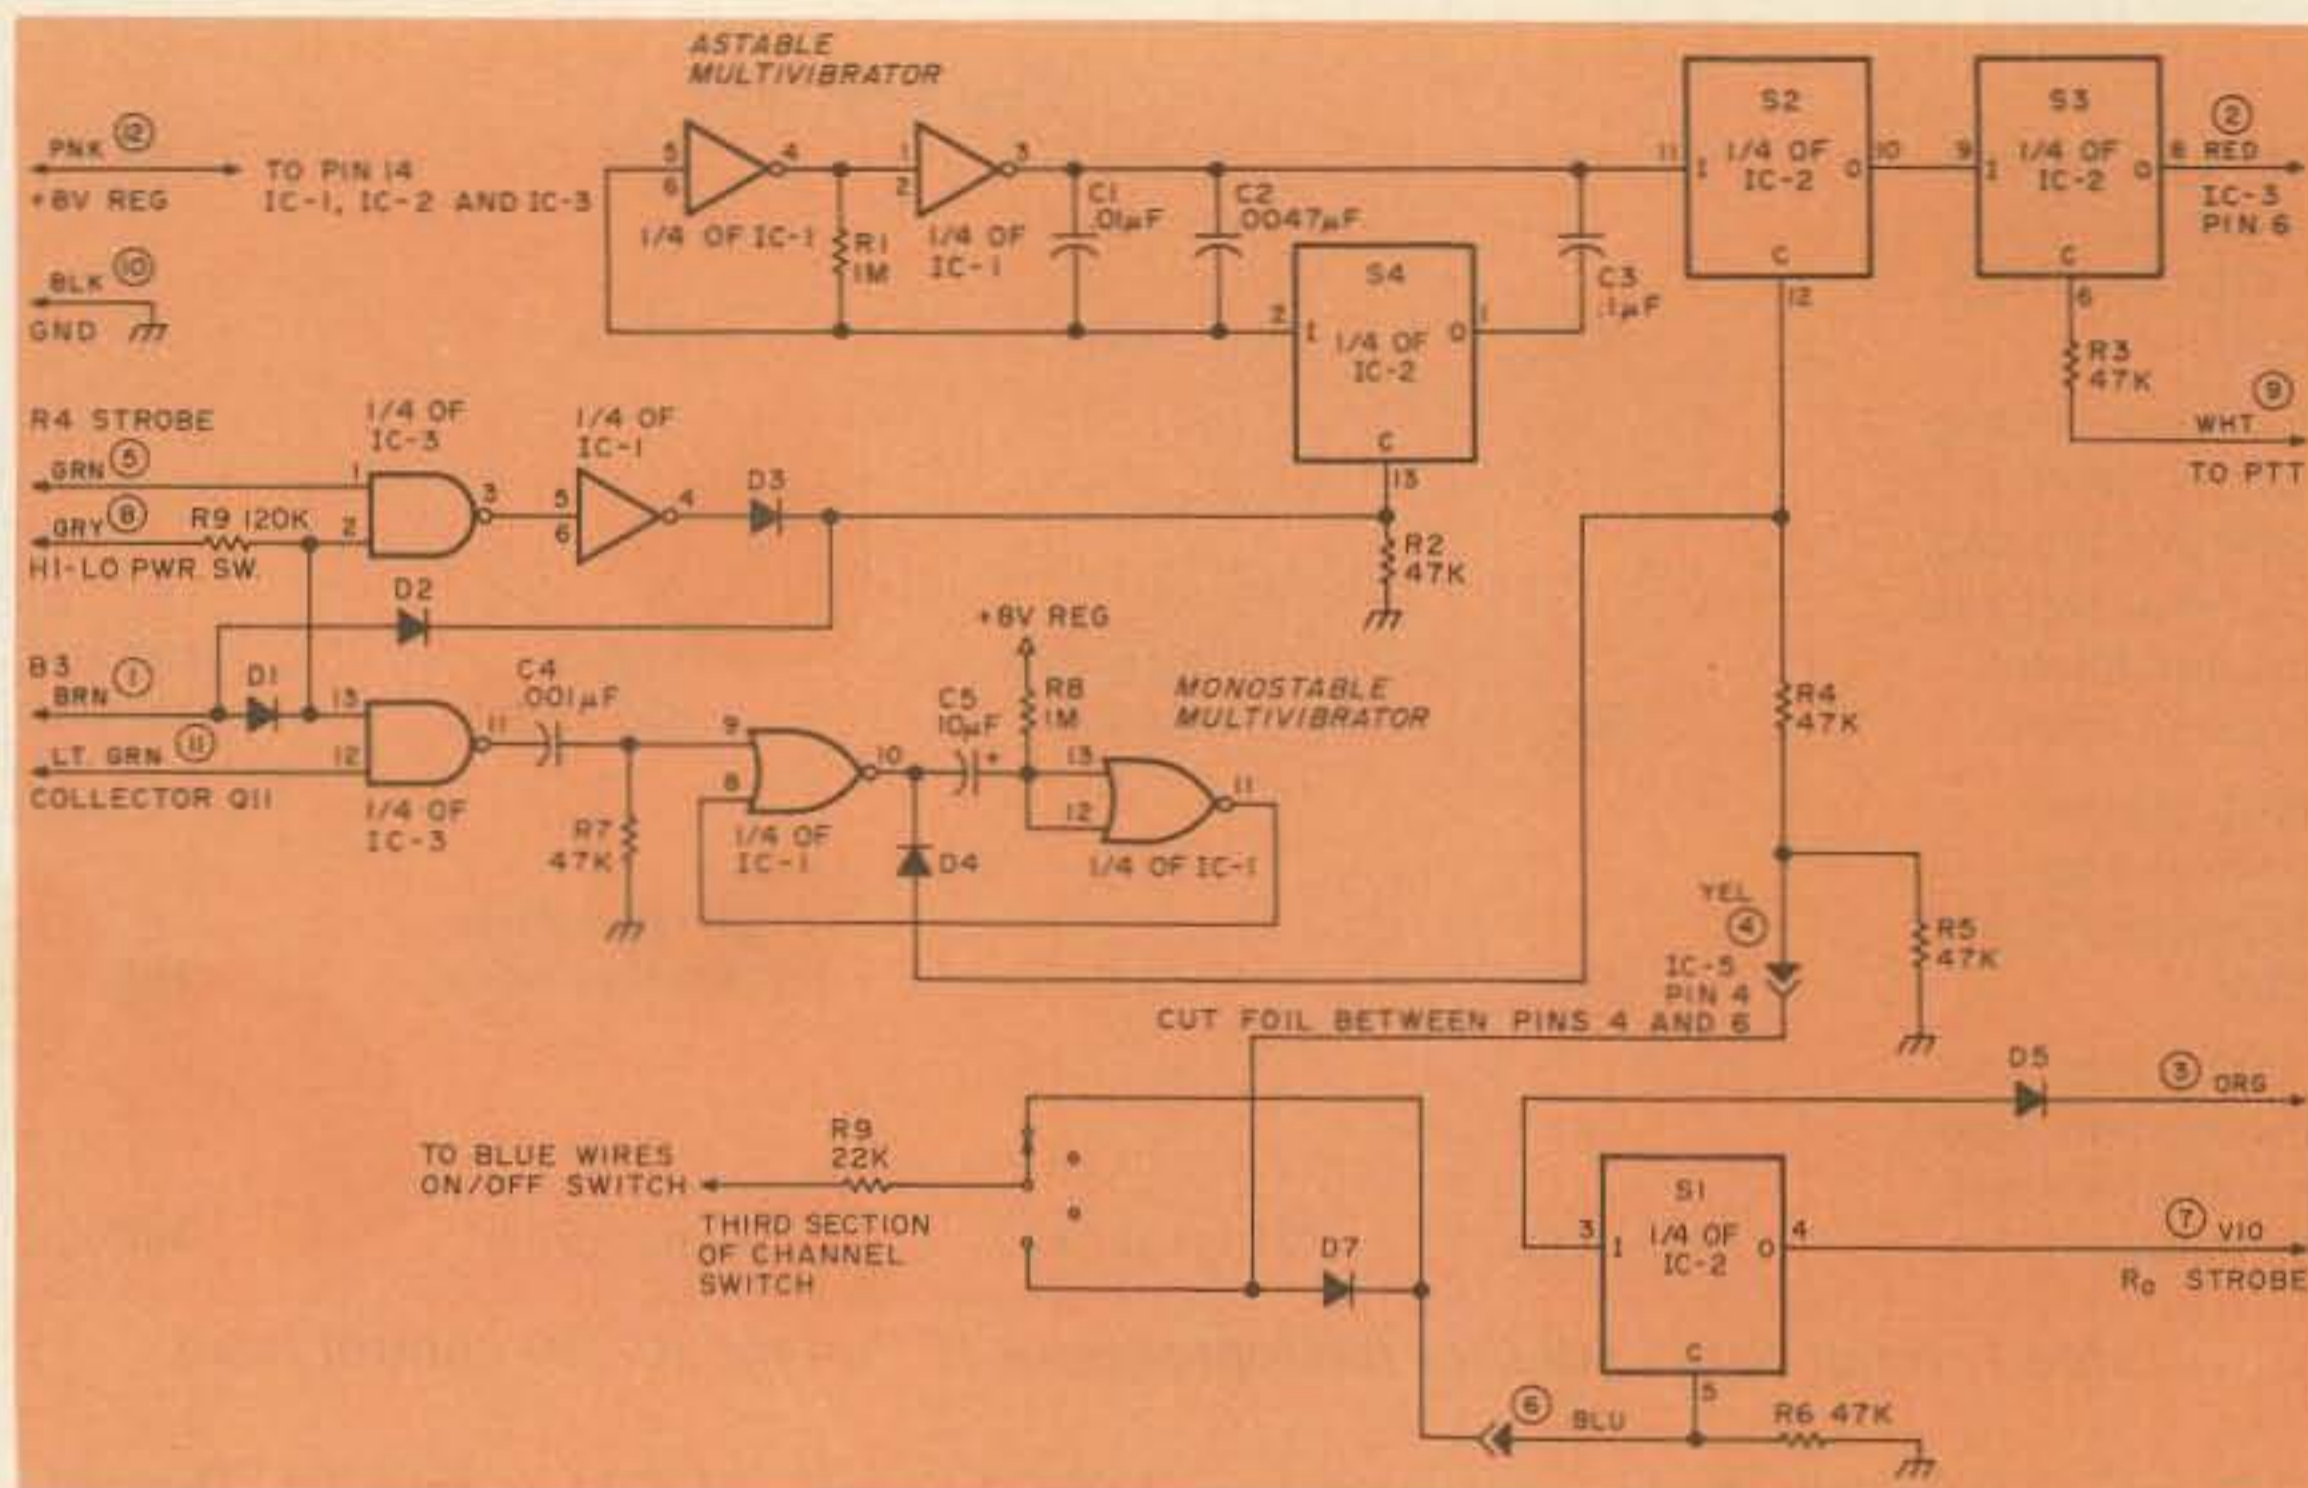 ASTABLE
MULTIVIBRATOR
PNK 12
+8V REG
TO PIN 14
IC-1, IC-2 AND IC-3
BLK 10
GND
5
6
4
1/4 OF IC-1
R1
1M
1
2
3
1/4 OF
IC-1
C1
.01µF
C2
.0047µF
C3
.1µF
S4
2
I
1/4 OF
IC-2
O
1
C
13
R2
47K
11
I
S2
1/4 OF
IC-2
O
10
C
12
9
I
S3
1/4 OF
IC-2
O
8
C
6
2
RED
IC-3
PIN 6
R3
47K
9
WHT
TO PTT
R4 STROBE
GRN 5
GRY 8
R9 120K
HI-LO PWR. SW.
1/4 OF
IC-3
1
2
3
1/4 OF
IC-1
5
6
4
D3
D2
B3
BRN 1
D1
LT. GRN 11
COLLECTOR Q11
13
12
11
1/4 OF
IC-3
C4
.001µF
R7
47K
9
8
10
1/4 OF
IC-1
D4
C5
10µF
+
+8V REG
R8
1M
MONOSTABLE
MULTIVIBRATOR
13
12
11
1/4 OF IC-1
R4
47K
YEL
4
IC-5
PIN 4
R5
47K
CUT FOIL BETWEEN PINS 4 AND 6
TO BLUE WIRES
ON/OFF SWITCH
R9
22K
THIRD SECTION
OF CHANNEL
SWITCH
D7
D5
3 ORG
S1
3
I
1/4 OF
IC-2
O
4
C
5
7 VIO
R0 STROBE
6 BLU
R6 47K